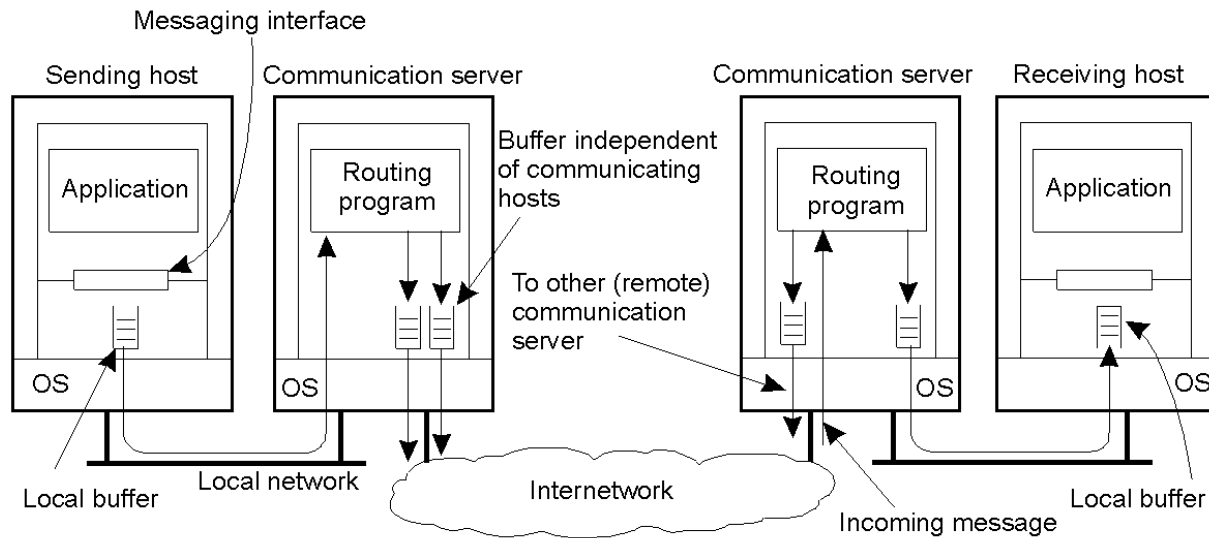 Messaging interface
Sending host
Communication server
Communication server
Receiving host
Application
Routing
program
Buffer independent
of communicating
hosts
Routing
program
Application
To other (remote)
communication
server
OS
OS
OS
OS
Local network
Internetwork
Local buffer
Incoming message
Local buffer